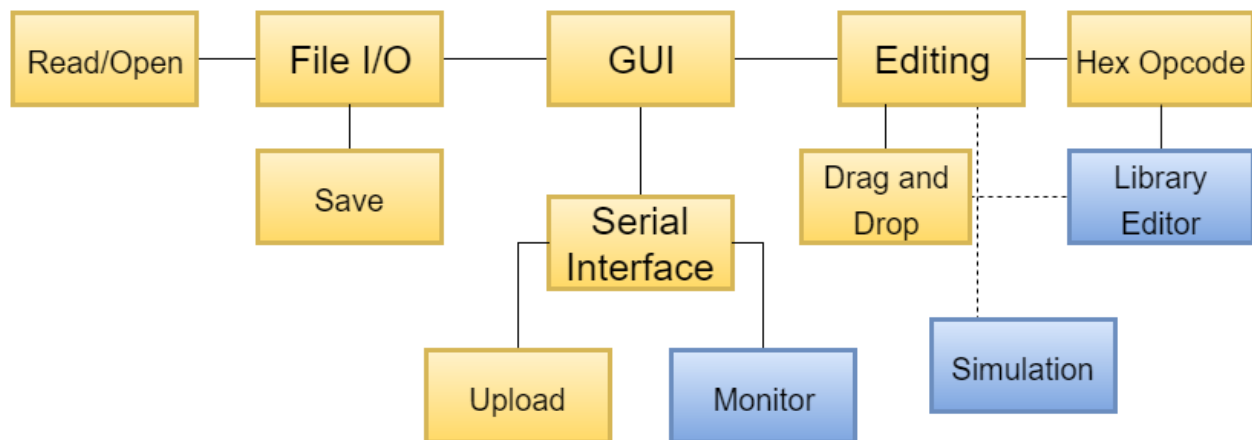 Read/Open
File I/O
GUI
Editing
Hex Opcode
Save
Drag and
Drop
Library
Editor
Serial
Interface
Upload
Monitor
Simulation